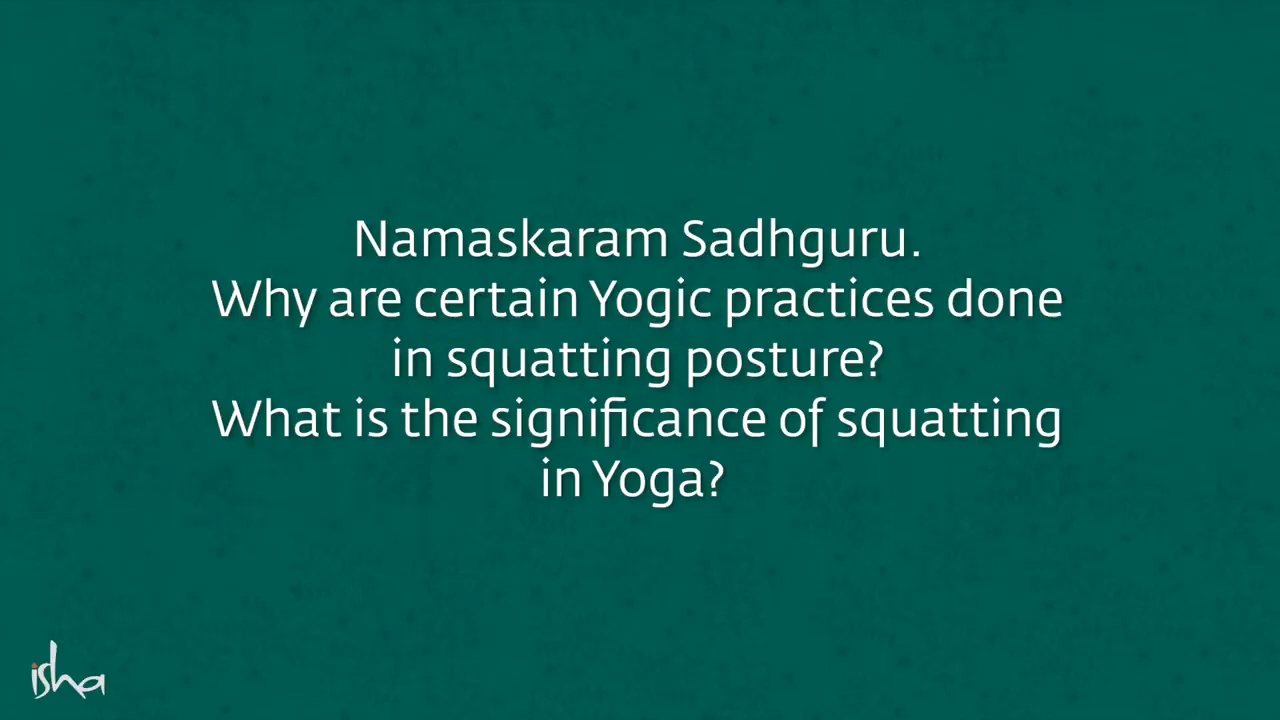 Namaskaram Sadhguru.
Why are certain Yogic practices done
in squatting posture?
What is the significance of squatting
in Yoga?
isha